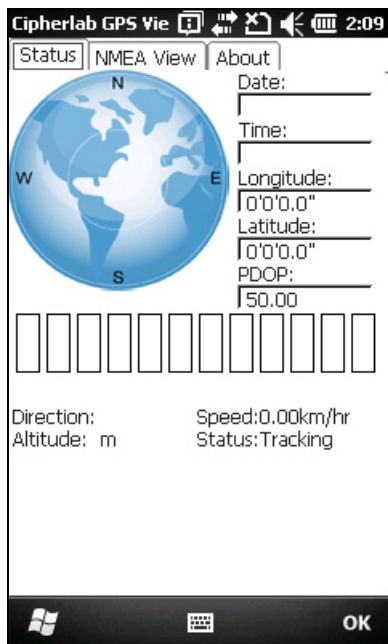 Cipherlab GPS Vie 2:09
Status NMEA View About
N
W
E
S
Date:
Time:
Longitude:
0'0'0.0"
Latitude:
0'0'0.0"
PDOP:
50.00
Direction: Speed:0.00km/hr
Altitude: m Status:Tracking
OK